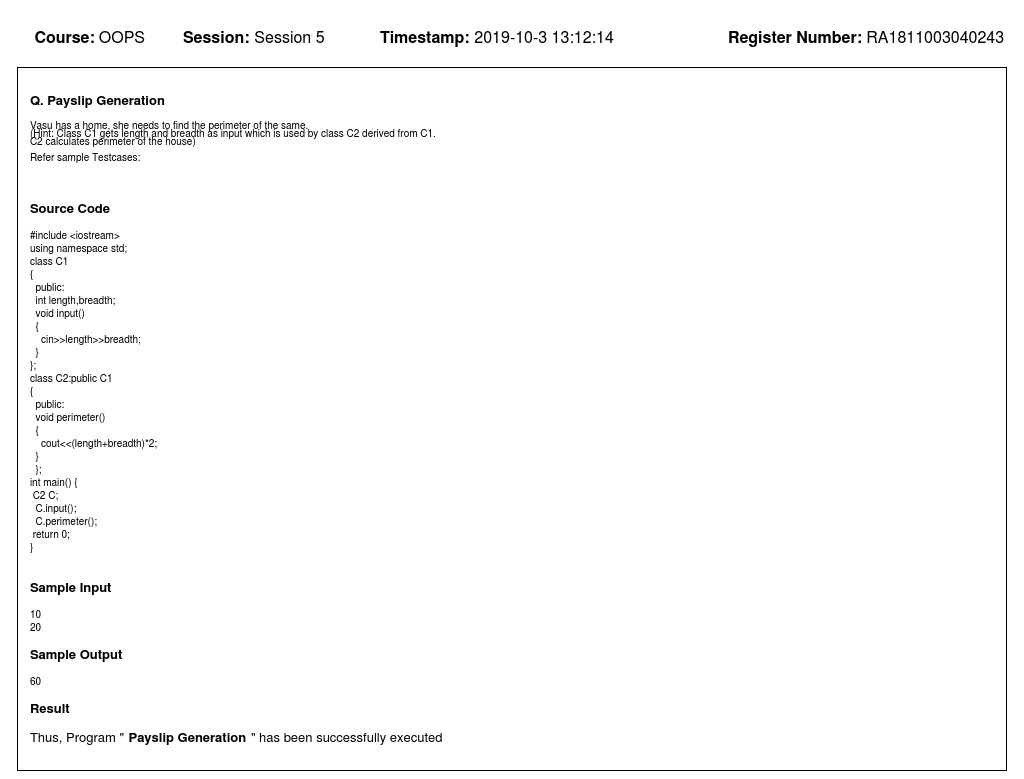 Course: OOPS Session: Session 5 Timestamp: 2019-10-3 13:12:14 Register Number: RA1811003040243
Q. Payslip Generation
Vasu has a home, she needs to find the perimeter of the same.
(Hint: Class C1 gets length and breadth as input which is used by class C2 derived from C1.
C2 calculates perimeter of the house)
Refer sample Testcases:
Source Code
#include <iostream>
using namespace std;
class C1
{
public:
int length,breadth;
void input()
{
cin>>length>>breadth;
}
};
class C2:public C1
{
public:
void perimeter()
{
cout<<(length+breadth)*2;
}
};
int main() {
C2 C;
C.input();
C.perimeter();
return 0;
}
Sample Input
10
20
Sample Output
60
Result
Thus, Program " Payslip Generation " has been successfully executed